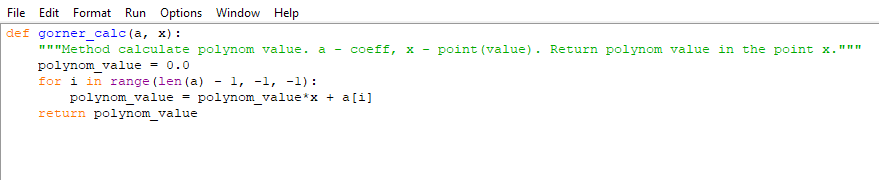 File Edit Format Run Options Window Help
def gorner_calc(a, x):
    """Method calculate polynom value. a - coeff, x - point(value). Return polynom value in the point x."""
    polynom_value = 0.0
    for i in range(len(a) - 1, -1, -1):
        polynom_value = polynom_value*x + a[i]
    return polynom_value